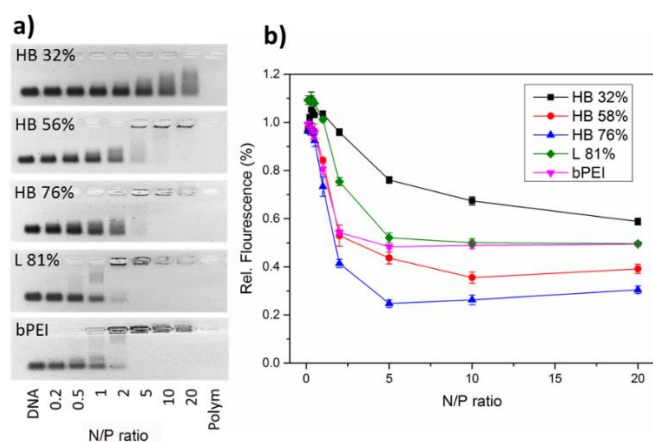 a)
HB 32%
HB 56%
HB 76%
L 81%
bPEI
DNA
0.2
0.5
1
2
5
10
20
Polym
N/P ratio
b)
Rel. Flourescence (%)
1.2
1.0
0.8
0.6
0.4
0.2
0.0
HB 32%
HB 58%
HB 76%
L 81%
bPEI
0
5
10
15
20
N/P ratio